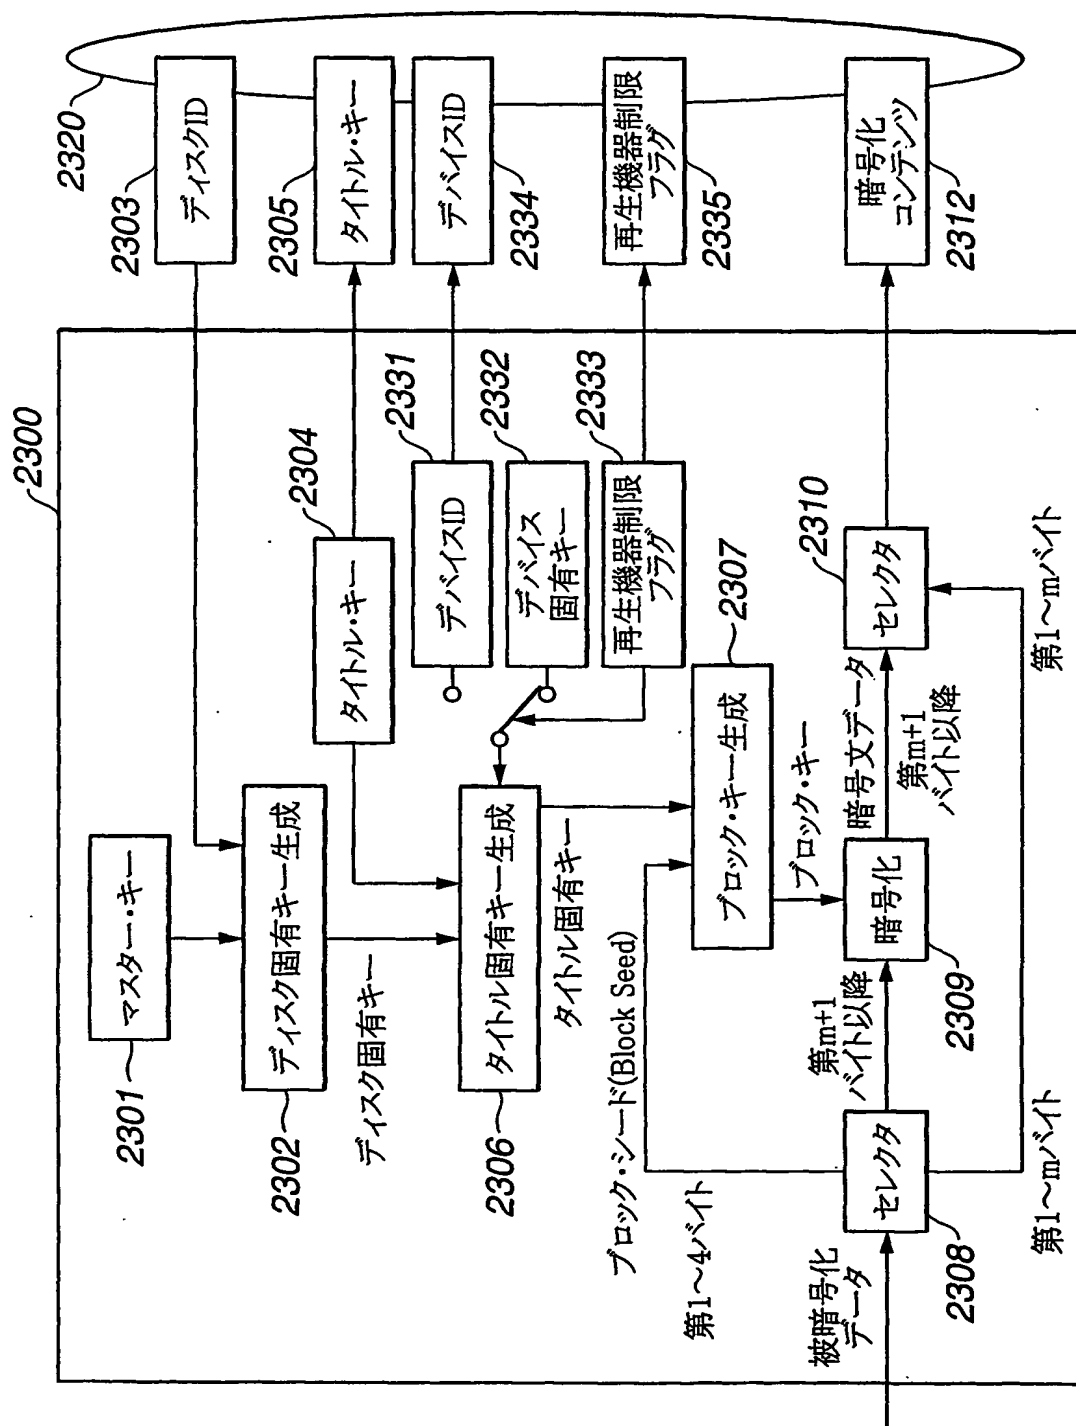 2300
2320
マスター・キー
2301
ディスクID
2303
ディスク固有キー生成
2302
ディスク固有キー
タイトル・キー
2304
タイトル・キー
2305
デバイスID
2331
デバイスID
2334
デバイス
固有キー
2332
タイトル固有キー生成
2306
タイトル固有キー
再生機器制限
フラグ
2333
再生機器制限
フラグ
2335
ブロック・シード(Block Seed)
第1～4バイト
ブロック・キー生成
2307
ブロック・キー
被暗号化
データ
セレクタ
2308
第m+1
バイト以降
暗号化
2309
暗号文データ
第m+1
バイト以降
セレクタ
2310
暗号化
コンテンツ
2312
第1～mバイト
第1～mバイト